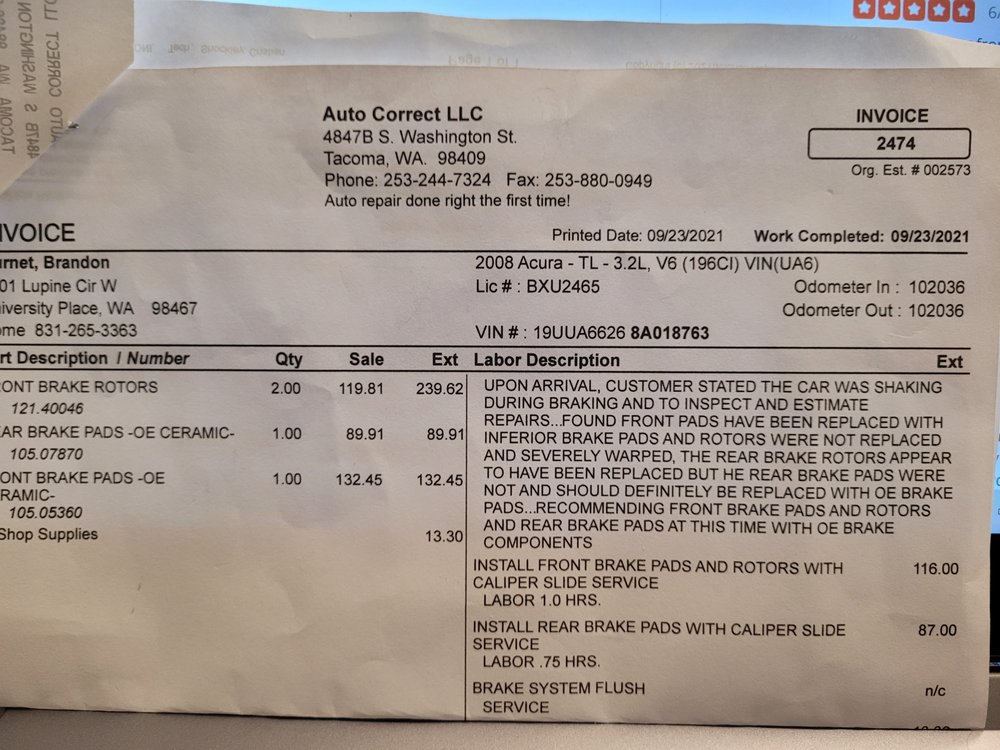 Auto Correct LLC
4847B S. Washington St.
Tacoma, WA. 98409
Phone: 253-244-7324 Fax: 253-880-0949
Auto repair done right the first time!
INVOICE
2474
Org. Est. # 002573
VOICE
Printed Date: 09/23/2021 Work Completed: 09/23/2021
rnet, Brandon
01 Lupine Cir W
iversity Place, WA 98467
me 831-265-3363
2008 Acura - TL - 3.2L, V6 (196CI) VIN(UA6)
Lic # : BXU2465 Odometer In : 102036
Odometer Out : 102036
VIN # : 19UUA6626 8A018763
rt Description / Number Qty Sale Ext
ONT BRAKE ROTORS 2.00 119.81 239.62
121.40046
AR BRAKE PADS -OE CERAMIC- 1.00 89.91 89.91
105.07870
ONT BRAKE PADS -OE 1.00 132.45 132.45
RAMIC-
105.05360
Shop Supplies 13.30
Labor Description Ext
UPON ARRIVAL, CUSTOMER STATED THE CAR WAS SHAKING
DURING BRAKING AND TO INSPECT AND ESTIMATE
REPAIRS...FOUND FRONT PADS HAVE BEEN REPLACED WITH
INFERIOR BRAKE PADS AND ROTORS WERE NOT REPLACED
AND SEVERELY WARPED, THE REAR BRAKE ROTORS APPEAR
TO HAVE BEEN REPLACED BUT HE REAR BRAKE PADS WERE
NOT AND SHOULD DEFINITELY BE REPLACED WITH OE BRAKE
PADS...RECOMMENDING FRONT BRAKE PADS AND ROTORS
AND REAR BRAKE PADS AT THIS TIME WITH OE BRAKE
COMPONENTS
INSTALL FRONT BRAKE PADS AND ROTORS WITH 116.00
CALIPER SLIDE SERVICE
LABOR 1.0 HRS.
INSTALL REAR BRAKE PADS WITH CALIPER SLIDE 87.00
SERVICE
LABOR .75 HRS.
BRAKE SYSTEM FLUSH n/c
SERVICE